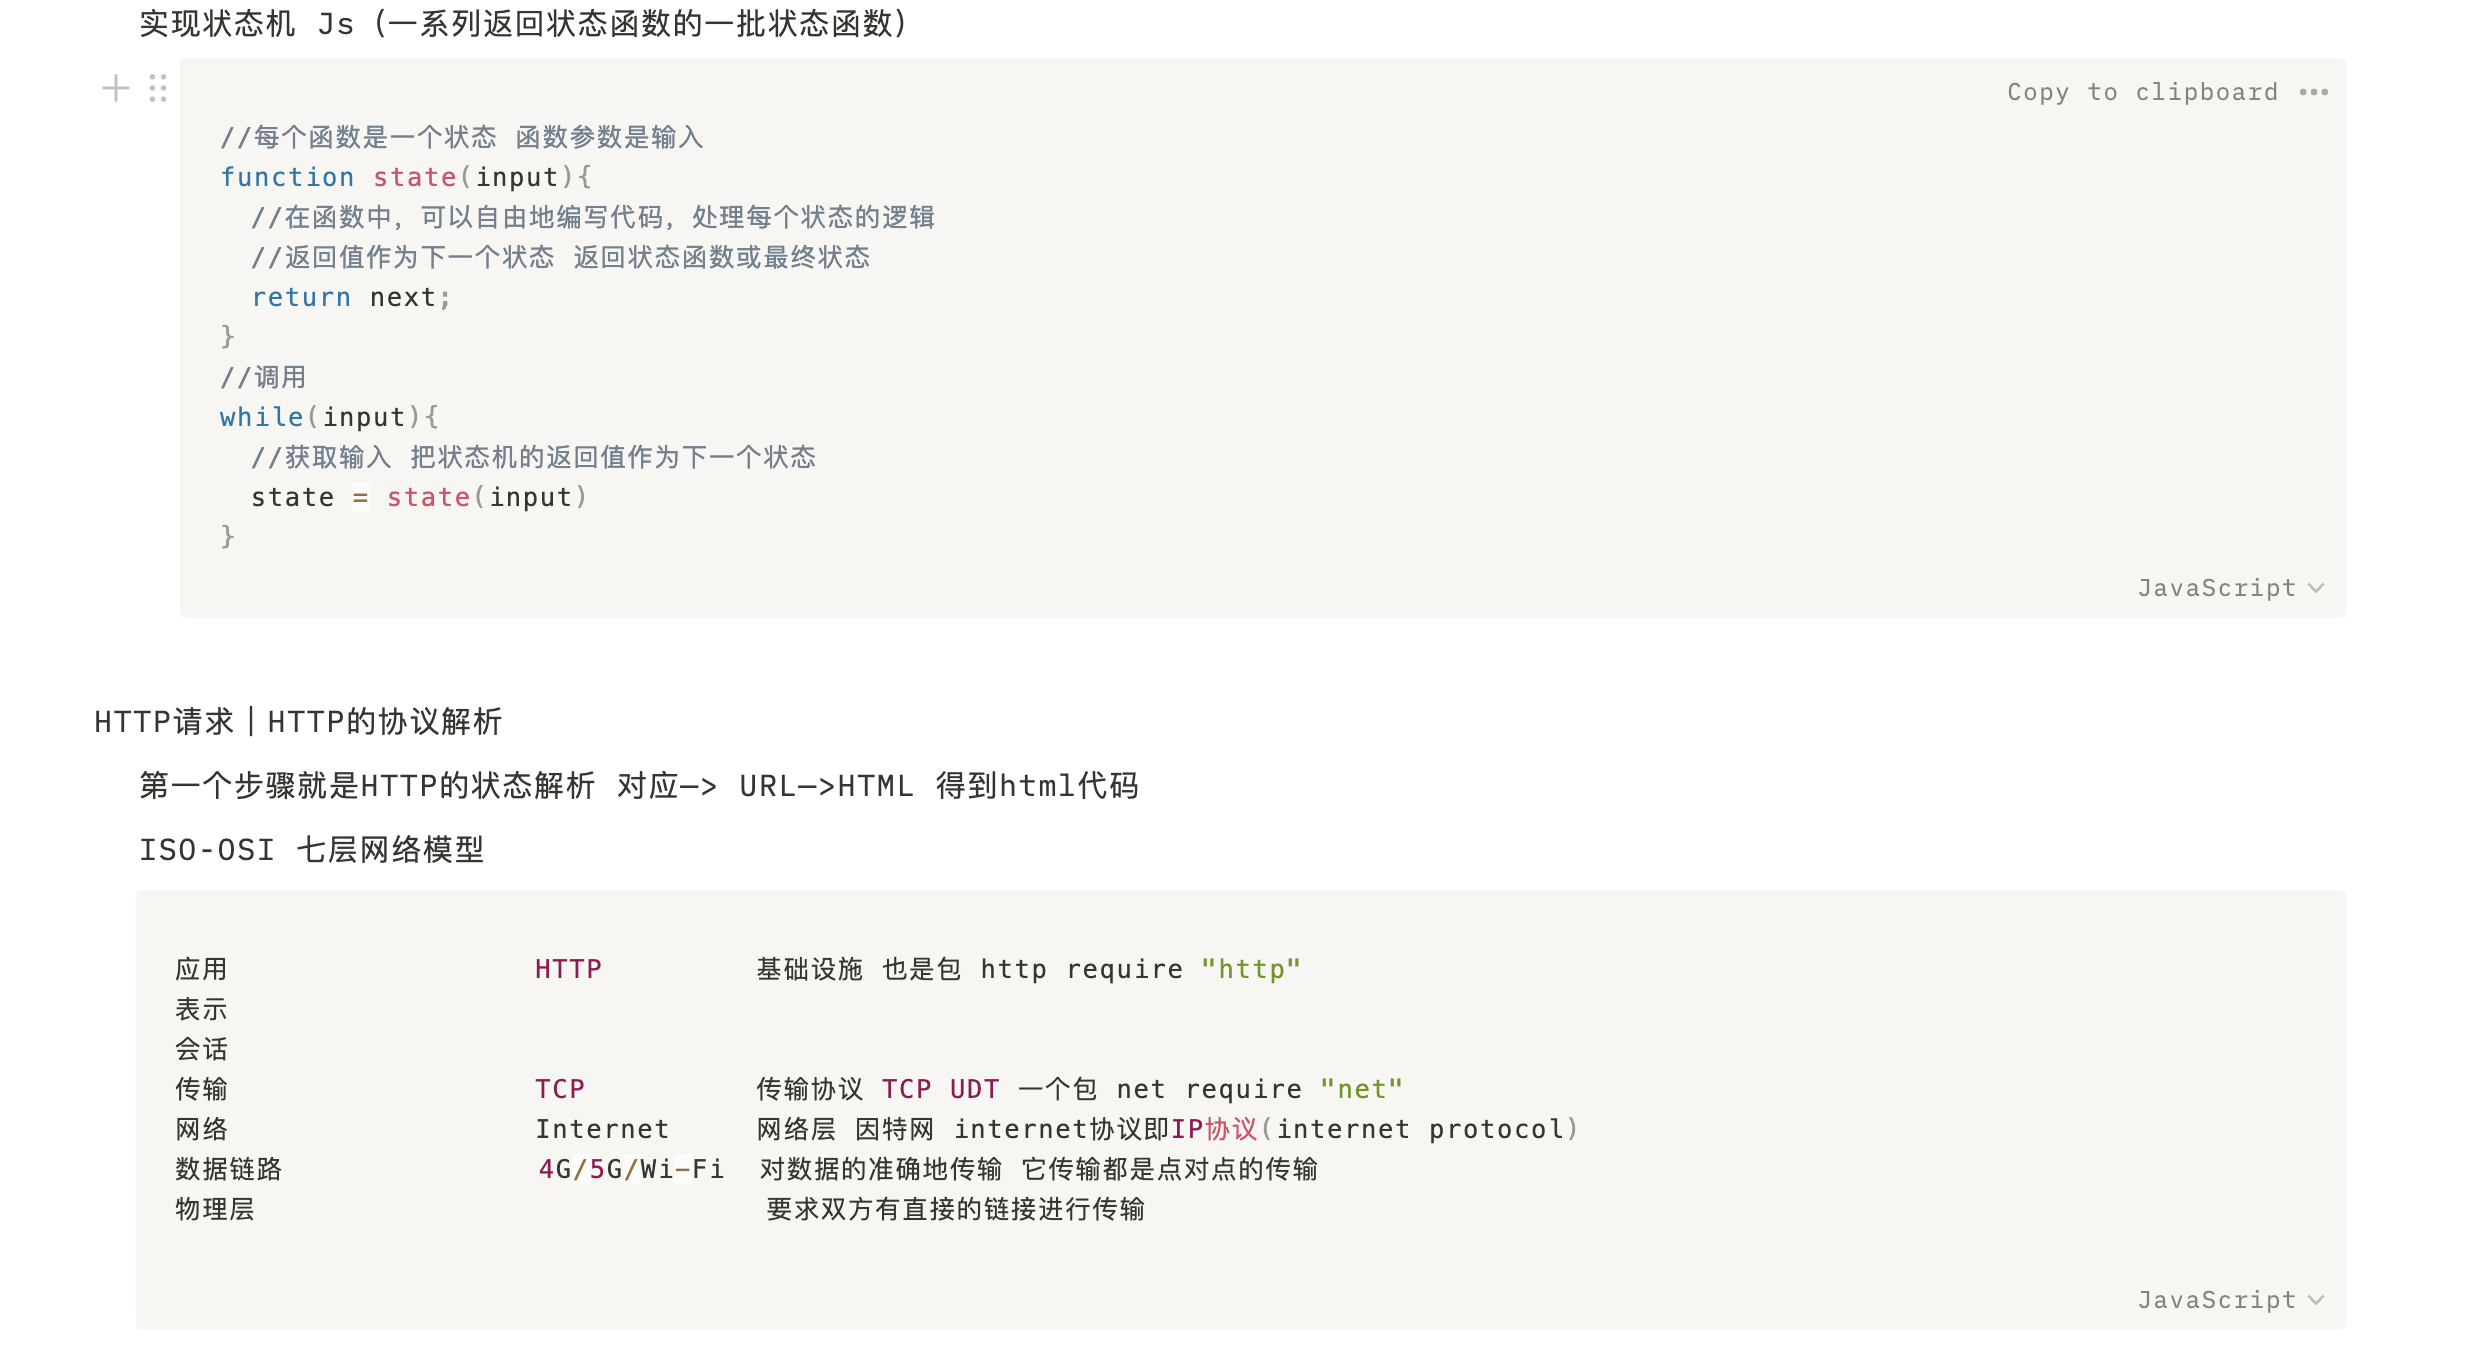 实现状态机 Js（一系列返回状态函数的一批状态函数）
Copy to clipboard
//每个函数是一个状态 函数参数是输入
function state(input){
//在函数中，可以自由地编写代码，处理每个状态的逻辑
//返回值作为下一个状态 返回状态函数或最终状态
return next;
}
//调用
while(input){
//获取输入 把状态机的返回值作为下一个状态
state = state(input)
}
JavaScript
HTTP请求｜HTTP的协议解析
第一个步骤就是HTTP的状态解析 对应—> URL—>HTML 得到html代码
ISO-OSI 七层网络模型
应用 HTTP 基础设施 也是包 http require "http"
表示
会话
传输 TCP 传输协议 TCP UDT 一个包 net require "net"
网络 Internet 网络层 因特网 internet协议即IP协议(internet protocol)
数据链路 4G/5G/Wi-Fi 对数据的准确地传输 它传输都是点对点的传输
物理层 要求双方有直接的链接进行传输
JavaScript